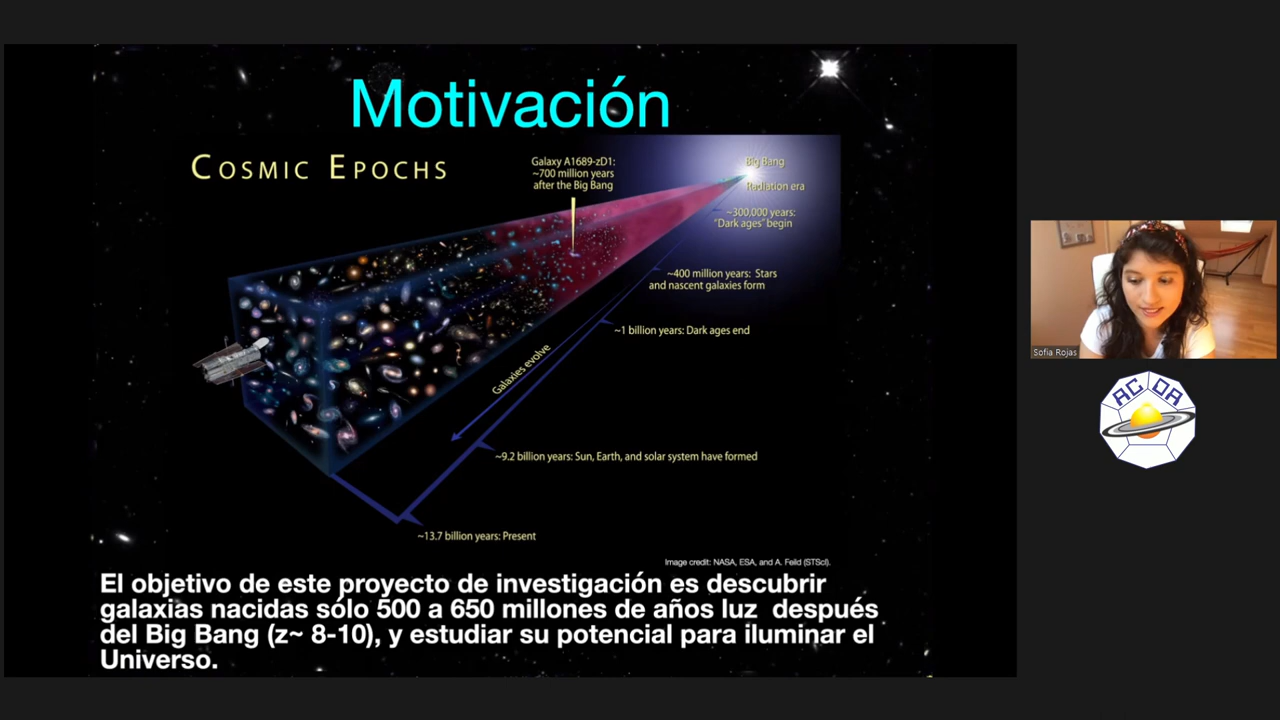 Motivación
COSMIC EPOCHS
Galaxy A1689-zD1:
~700 million years
after the Big Bang
Big Bang
Radiation era
~300,000 years:
"Dark ages" begin
~400 million years: Stars
and nascent galaxies form
~1 billion years: Dark ages end
Galaxies evolve
~9.2 billion years: Sun, Earth, and solar system have formed
~13.7 billion years: Present
Image credit: NASA, ESA, and A. Feild (STScI).
El objetivo de este proyecto de investigación es descubrir
galaxias nacidas sólo 500 a 650 millones de años luz después
del Big Bang (z~ 8-10), y estudiar su potencial para iluminar el
Universo.
Sofia Rojas
ACDA